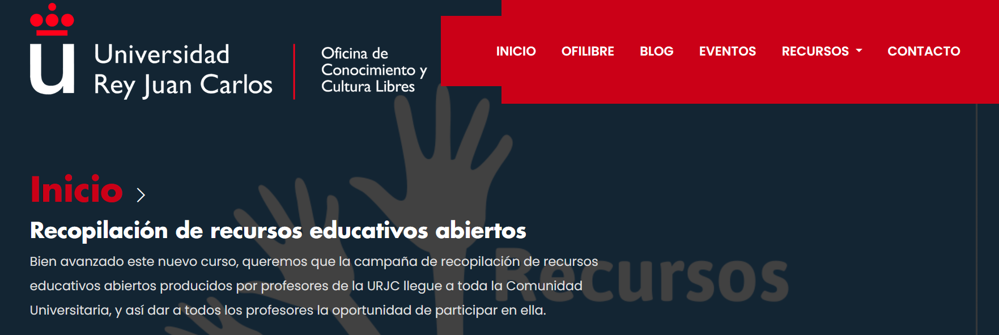 u Universidad
Rey Juan Carlos
Oficina de
Conocimiento y
Cultura Libres
INICIO OFILIBRE BLOG EVENTOS RECURSOS CONTACTO
Inicio >
Recopilación de recursos educativos abiertos
Bien avanzado este nuevo curso, queremos que la campaña de recopilación de recursos
educativos abiertos producidos por profesores de la URJC llegue a toda la Comunidad
Universitaria, y así dar a todos los profesores la oportunidad de participar en ella.
Recursos